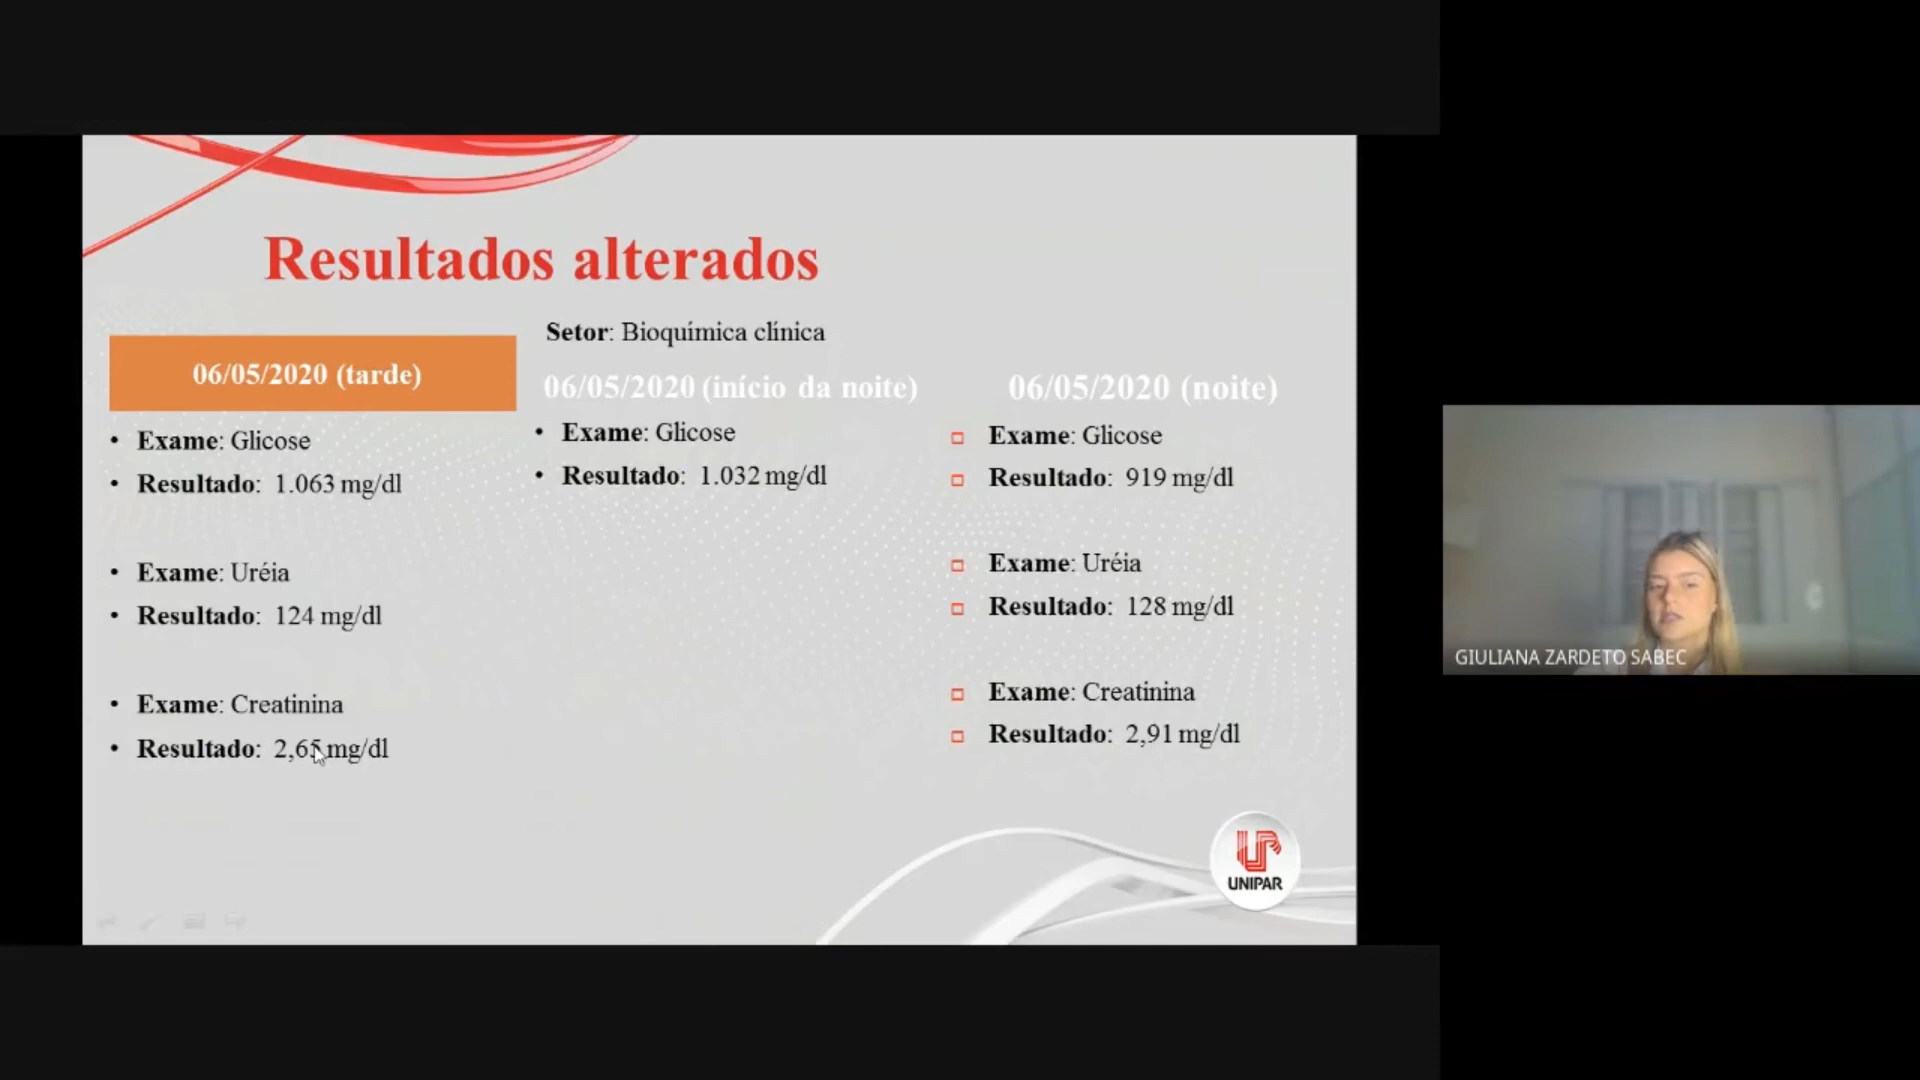 Resultados alterados
Setor: Bioquímica clínica
06/05/2020 (tarde)
• Exame: Glicose
• Resultado: 1.063 mg/dl
• Exame: Uréia
• Resultado: 124 mg/dl
• Exame: Creatinina
• Resultado: 2,65 mg/dl
06/05/2020 (início da noite)
• Exame: Glicose
• Resultado: 1.032 mg/dl
06/05/2020 (noite)
Exame: Glicose
Resultado: 919 mg/dl
Exame: Uréia
Resultado: 128 mg/dl
Exame: Creatinina
Resultado: 2,91 mg/dl
UNIPAR
GIULIANA ZARDETO SABEC